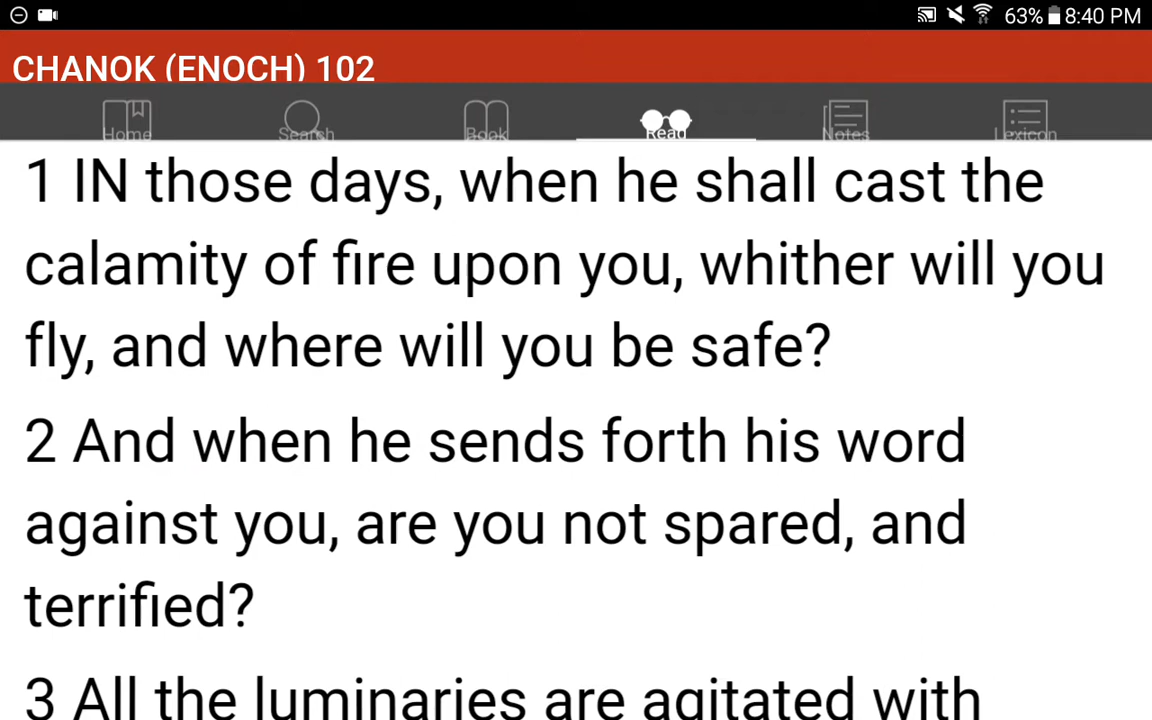 63% 8:40 PM
CHANOK (ENOCH) 102
Home Search Book Read Notes Lexicon
1 IN those days, when he shall cast the
calamity of fire upon you, whither will you
fly, and where will you be safe?
2 And when he sends forth his word
against you, are you not spared, and
terrified?
3 All the luminaries are agitated with